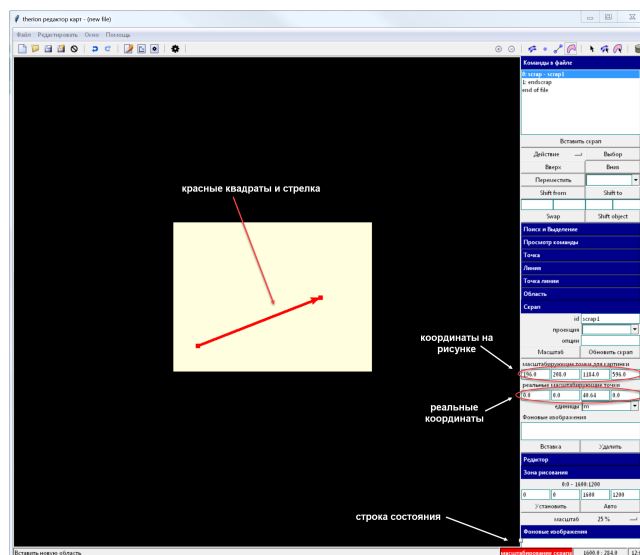 therion редактор карт - (new file)
Файл Редактировать Окно Помощь
Команды в файле
0: scrap - scrap1
1: endscrap
end of file
Вставить скрап
Действие Выбор
Вверх Вниз
Переместить
Shift from Shift to
Swap Shift object
Поиск и Выделение
Просмотр команды
Точка
Линия
Точка линии
Область
Скрап
id scrap1
проекция
опции
Масштаб Обновить скрап
масштабирующие точки для картинки
196.0 208.0 1184.0 596.0
реальные масштабирующие точки
0.0 0.0 40.64 0.0
единицы m
Фоновые изображения
Вставка Удалить
Редактор
Зона рисования
0:0 - 1600:1200
0 0 1600 1200
Установить Авто
масштаб 25 %
Фоновые изображения
красные квадраты и стрелка
координаты на
рисунке
реальные
координаты
строка состояния
Вставить новую область
масштабирование скрапа